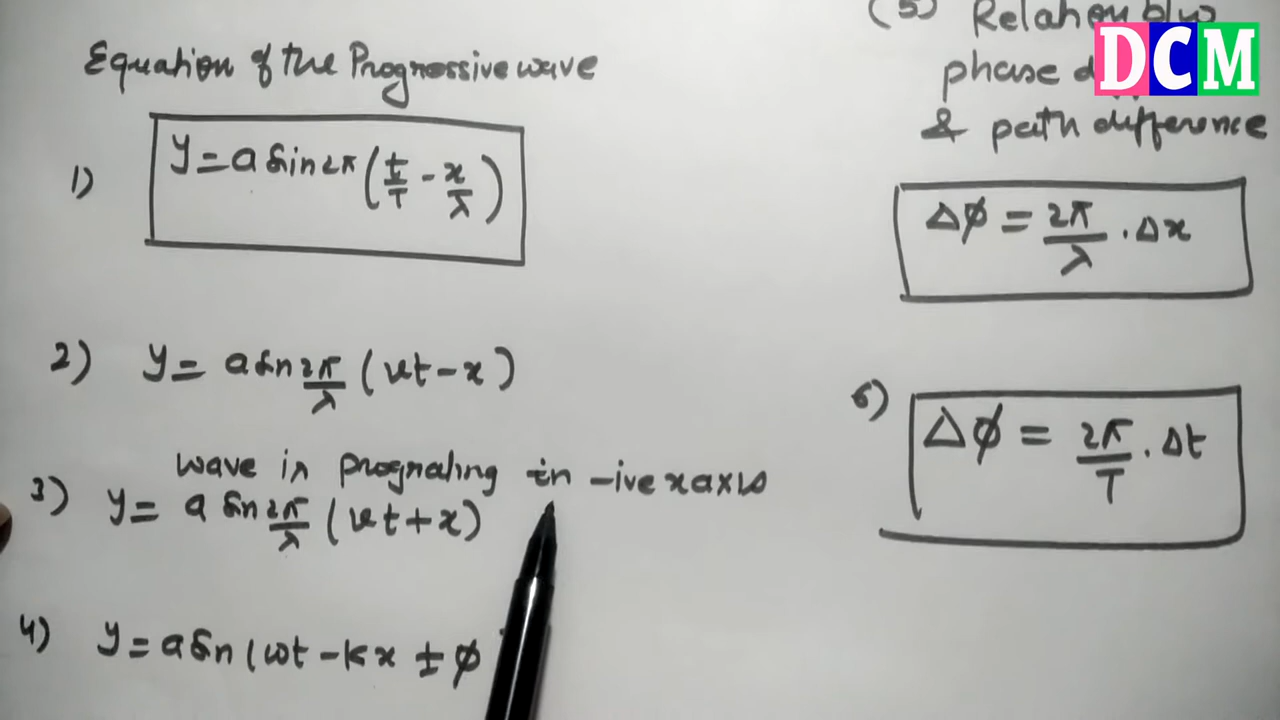 Equation of the Progressive wave
1) y = a sin 2π (t/T - x/λ)
2) y = a sin 2π/λ (vt - x)
wave is in -ive x axis
3) y = a sin 2π/λ (vt + x)
4) y = a sin (ωt - kx ± φ
(5)
phase
& path difference
Δφ = 2π/λ . Δx
6) Δφ = 2π/T . Δt
DCM